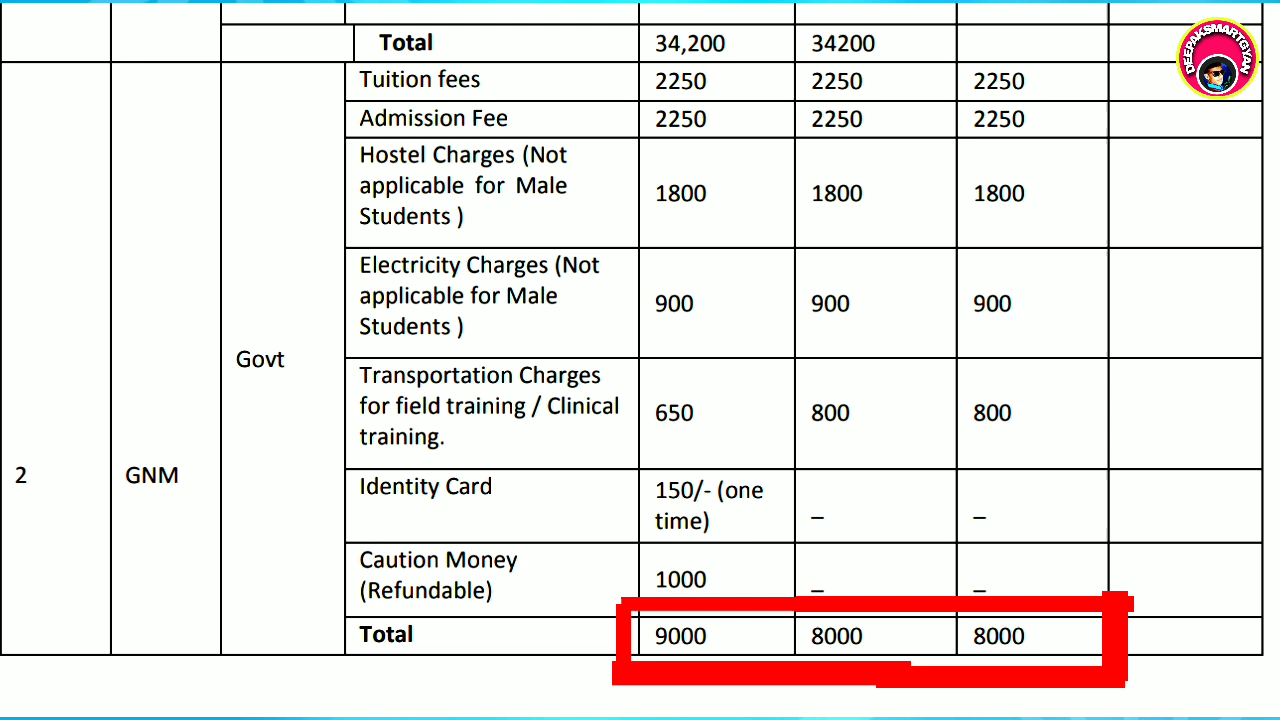 Total 34,200 34200
DEEPAKSMARTGYAN
Tuition fees 2250 2250 2250
Admission Fee 2250 2250 2250
Hostel Charges (Not
applicable for Male
Students )
1800 1800 1800
Electricity Charges (Not
applicable for Male
Students )
900 900 900
Govt
Transportation Charges
for field training / Clinical
training.
650 800 800
2 GNM
Identity Card
150/- (one
time)
– –
Caution Money
(Refundable)
1000 – –
Total 9000 8000 8000